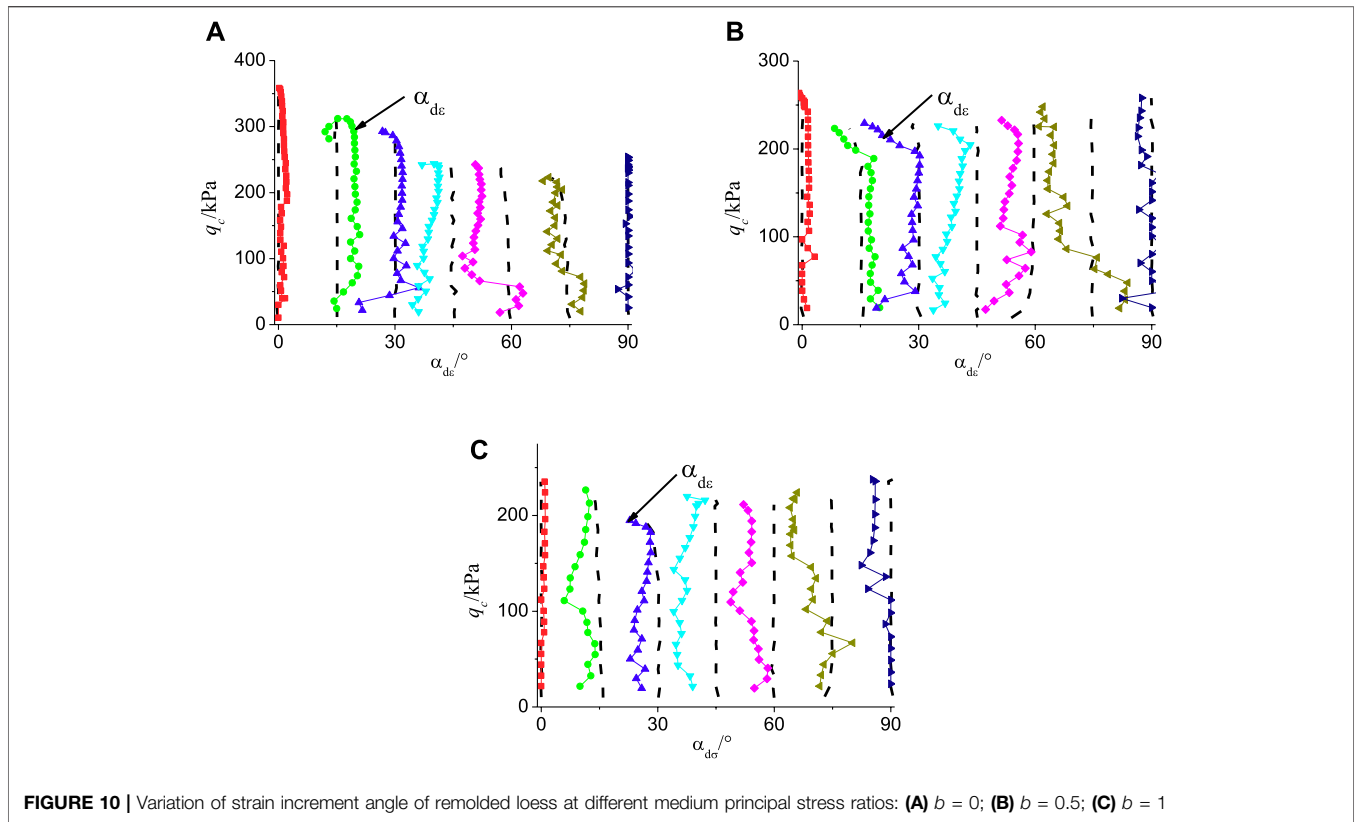 A
400
300
200
100
0
q_c/kPa
α_dε
0
30
60
90
α_dε/°
B
300
200
100
0
q_c/kPa
α_dε
0
30
60
90
α_dε/°
C
200
100
0
q_c/kPa
α_dε
0
30
60
90
α_dσ/°
FIGURE 10 | Variation of strain increment angle of remolded loess at different medium principal stress ratios: (A) b = 0; (B) b = 0.5; (C) b = 1